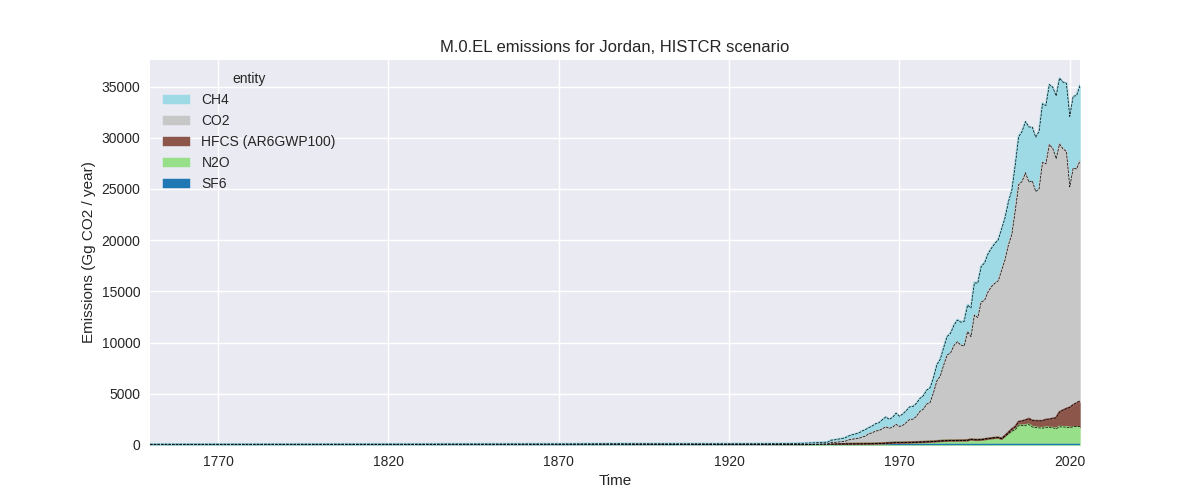 M.0.EL emissions for Jordan, HISTCR scenario
entity
CH4
CO2
HFCS (AR6GWP100)
N2O
SF6
35000
30000
25000
20000
15000
10000
5000
0
Emissions (Gg CO2 / year)
1770
1820
1870
1920
1970
2020
Time